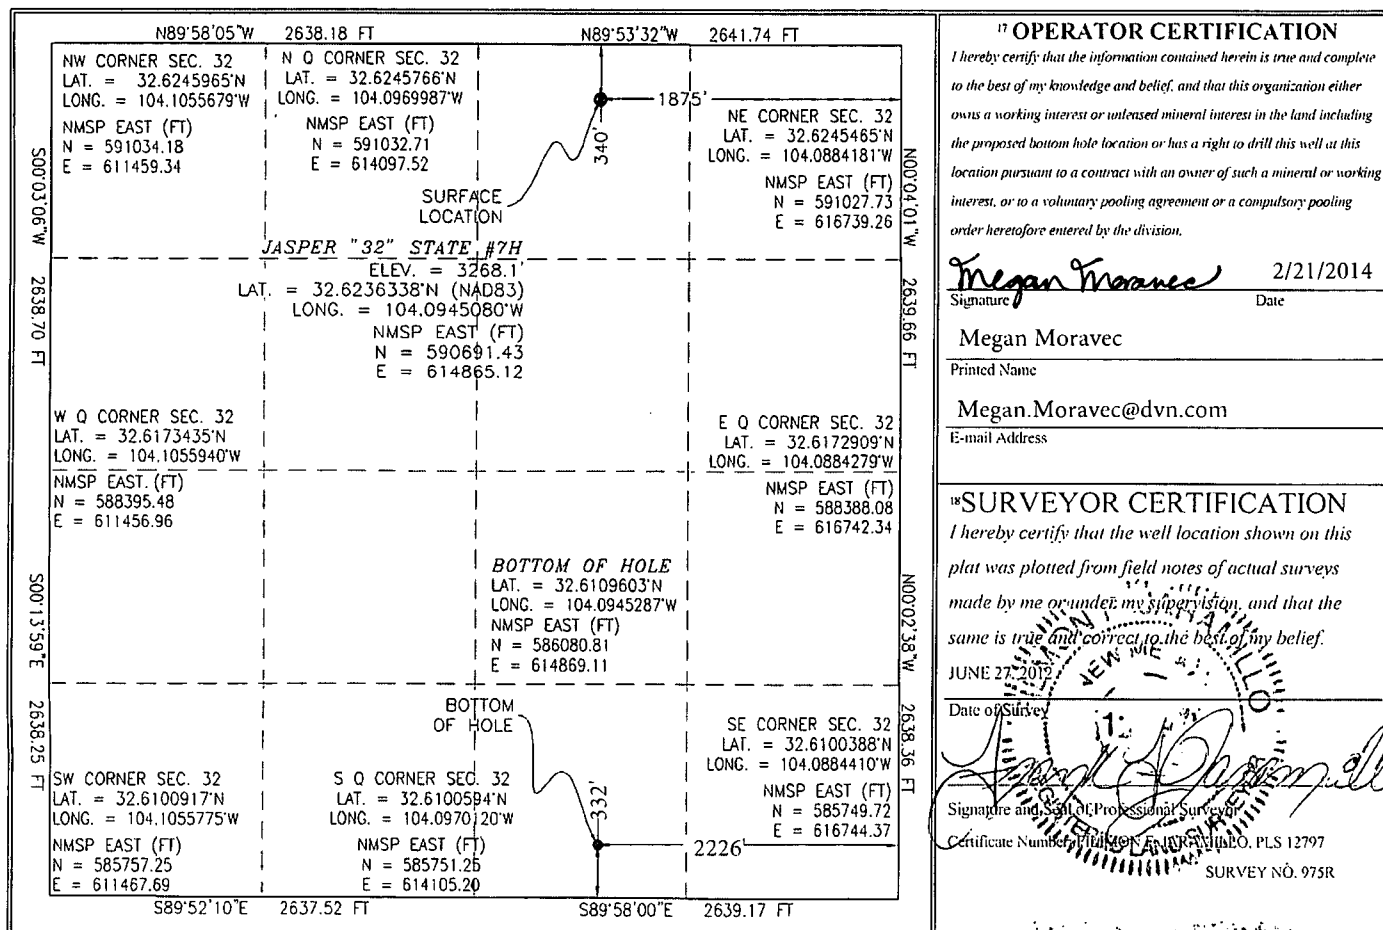 N89°58'05"W 2638.18 FT N89°53'32"W 2641.74 FT
NW CORNER SEC. 32
LAT. = 32.6245965°N
LONG. = 104.1055679°W
NMSP EAST (FT)
N = 591034.18
E = 611459.34
N Q CORNER SEC. 32
LAT. = 32.6245766°N
LONG. = 104.0969987°W
NMSP EAST (FT)
N = 591032.71
E = 614097.52
1875'
340'
NE CORNER SEC. 32
LAT. = 32.6245465°N
LONG. = 104.0884181°W
NMSP EAST (FT)
N = 591027.73
E = 616739.26
SURFACE
LOCATION
S00°03'06"W 2638.70 FT
N00°04'01"W 2639.66 FT
JASPER "32" STATE #7H
ELEV. = 3268.1'
LAT. = 32.6236338°N (NAD83)
LONG. = 104.0945080°W
NMSP EAST (FT)
N = 590691.43
E = 614865.12
W Q CORNER SEC. 32
LAT. = 32.6173435°N
LONG. = 104.1055940°W
NMSP EAST. (FT)
N = 588395.48
E = 611456.96
E Q CORNER SEC. 32
LAT. = 32.6172909°N
LONG. = 104.0884279°W
NMSP EAST (FT)
N = 588388.08
E = 616742.34
BOTTOM OF HOLE
LAT. = 32.6109603°N
LONG. = 104.0945287°W
NMSP EAST (FT)
N = 586080.81
E = 614869.11
S00°13'59"E 2638.25 FT
N00°02'38"W 2638.36 FT
BOTTOM
OF HOLE
332'
2226'
SW CORNER SEC. 32
LAT. = 32.6100917°N
LONG. = 104.1055775°W
NMSP EAST (FT)
N = 585757.25
E = 611467.69
S Q CORNER SEC. 32
LAT. = 32.6100594°N
LONG. = 104.0970120°W
NMSP EAST (FT)
N = 585751.26
E = 614105.20
SE CORNER SEC. 32
LAT. = 32.6100388°N
LONG. = 104.0884410°W
NMSP EAST (FT)
N = 585749.72
E = 616744.37
S89°52'10"E 2637.52 FT S89°58'00"E 2639.17 FT
17 OPERATOR CERTIFICATION
I hereby certify that the information contained herein is true and complete
to the best of my knowledge and belief, and that this organization either
owns a working interest or unleased mineral interest in the land including
the proposed bottom hole location or has a right to drill this well at this
location pursuant to a contract with an owner of such a mineral or working
interest, or to a voluntary pooling agreement or a compulsory pooling
order heretofore entered by the division.
Megan Moravec 2/21/2014
Signature Date
Megan Moravec
Printed Name
Megan.Moravec@dvn.com
E-mail Address
18 SURVEYOR CERTIFICATION
I hereby certify that the well location shown on this
plat was plotted from field notes of actual surveys
made by me or under my supervision, and that the
same is true and correct to the best of my belief.
JUNE 27, 2012
Date of Survey
Signature and Seal of Professional Surveyor
Certificate Number: FILIMON F. JARAMILLO, PLS 12797
SURVEY NO. 975R